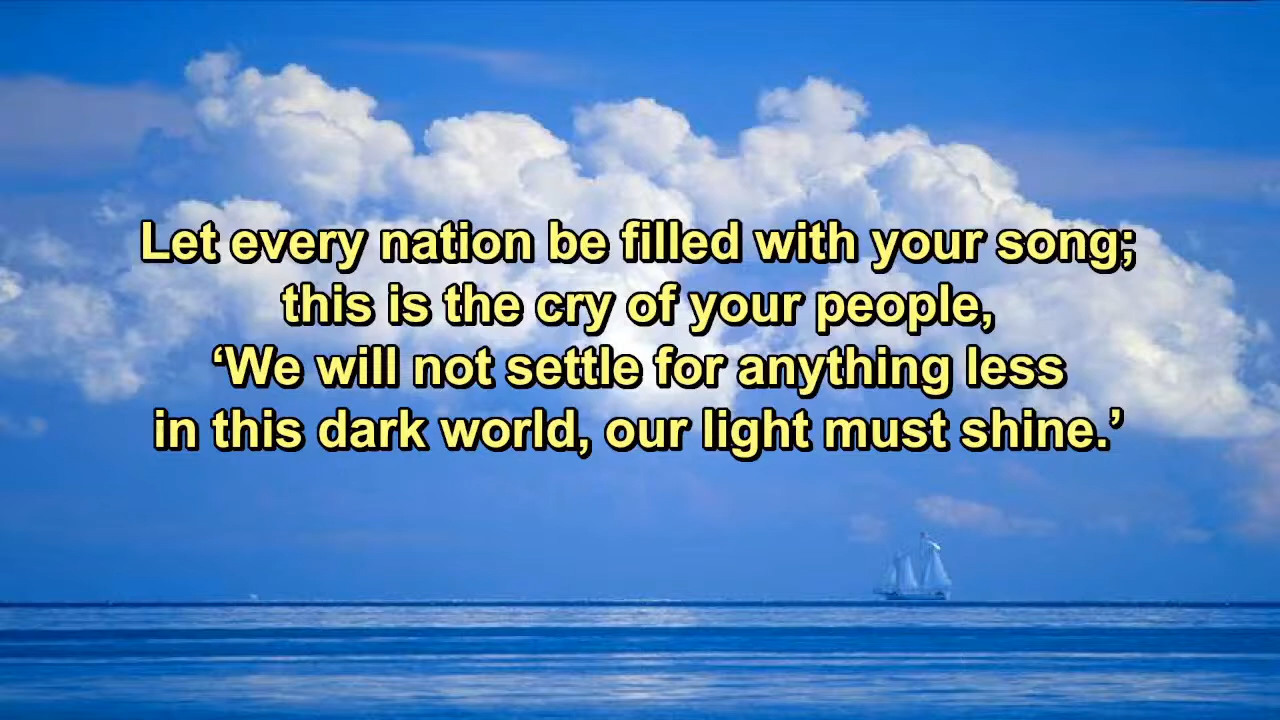 Let every nation be filled with your song;
this is the cry of your people,
‘We will not settle for anything less
in this dark world, our light must shine.’